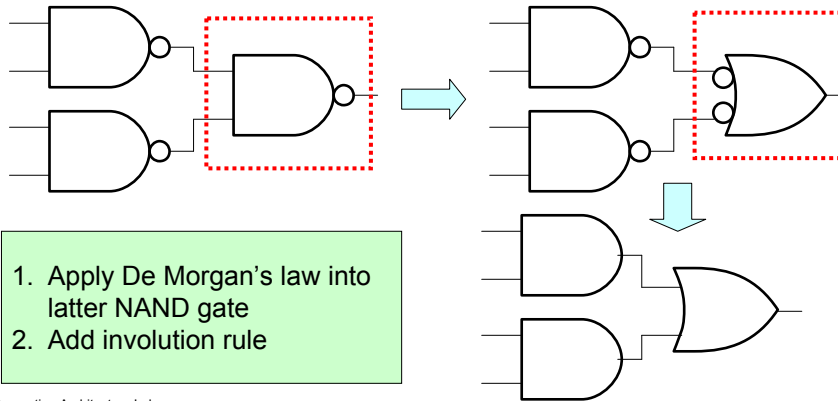 1. Apply De Morgan's law into
latter NAND gate
2. Add involution rule